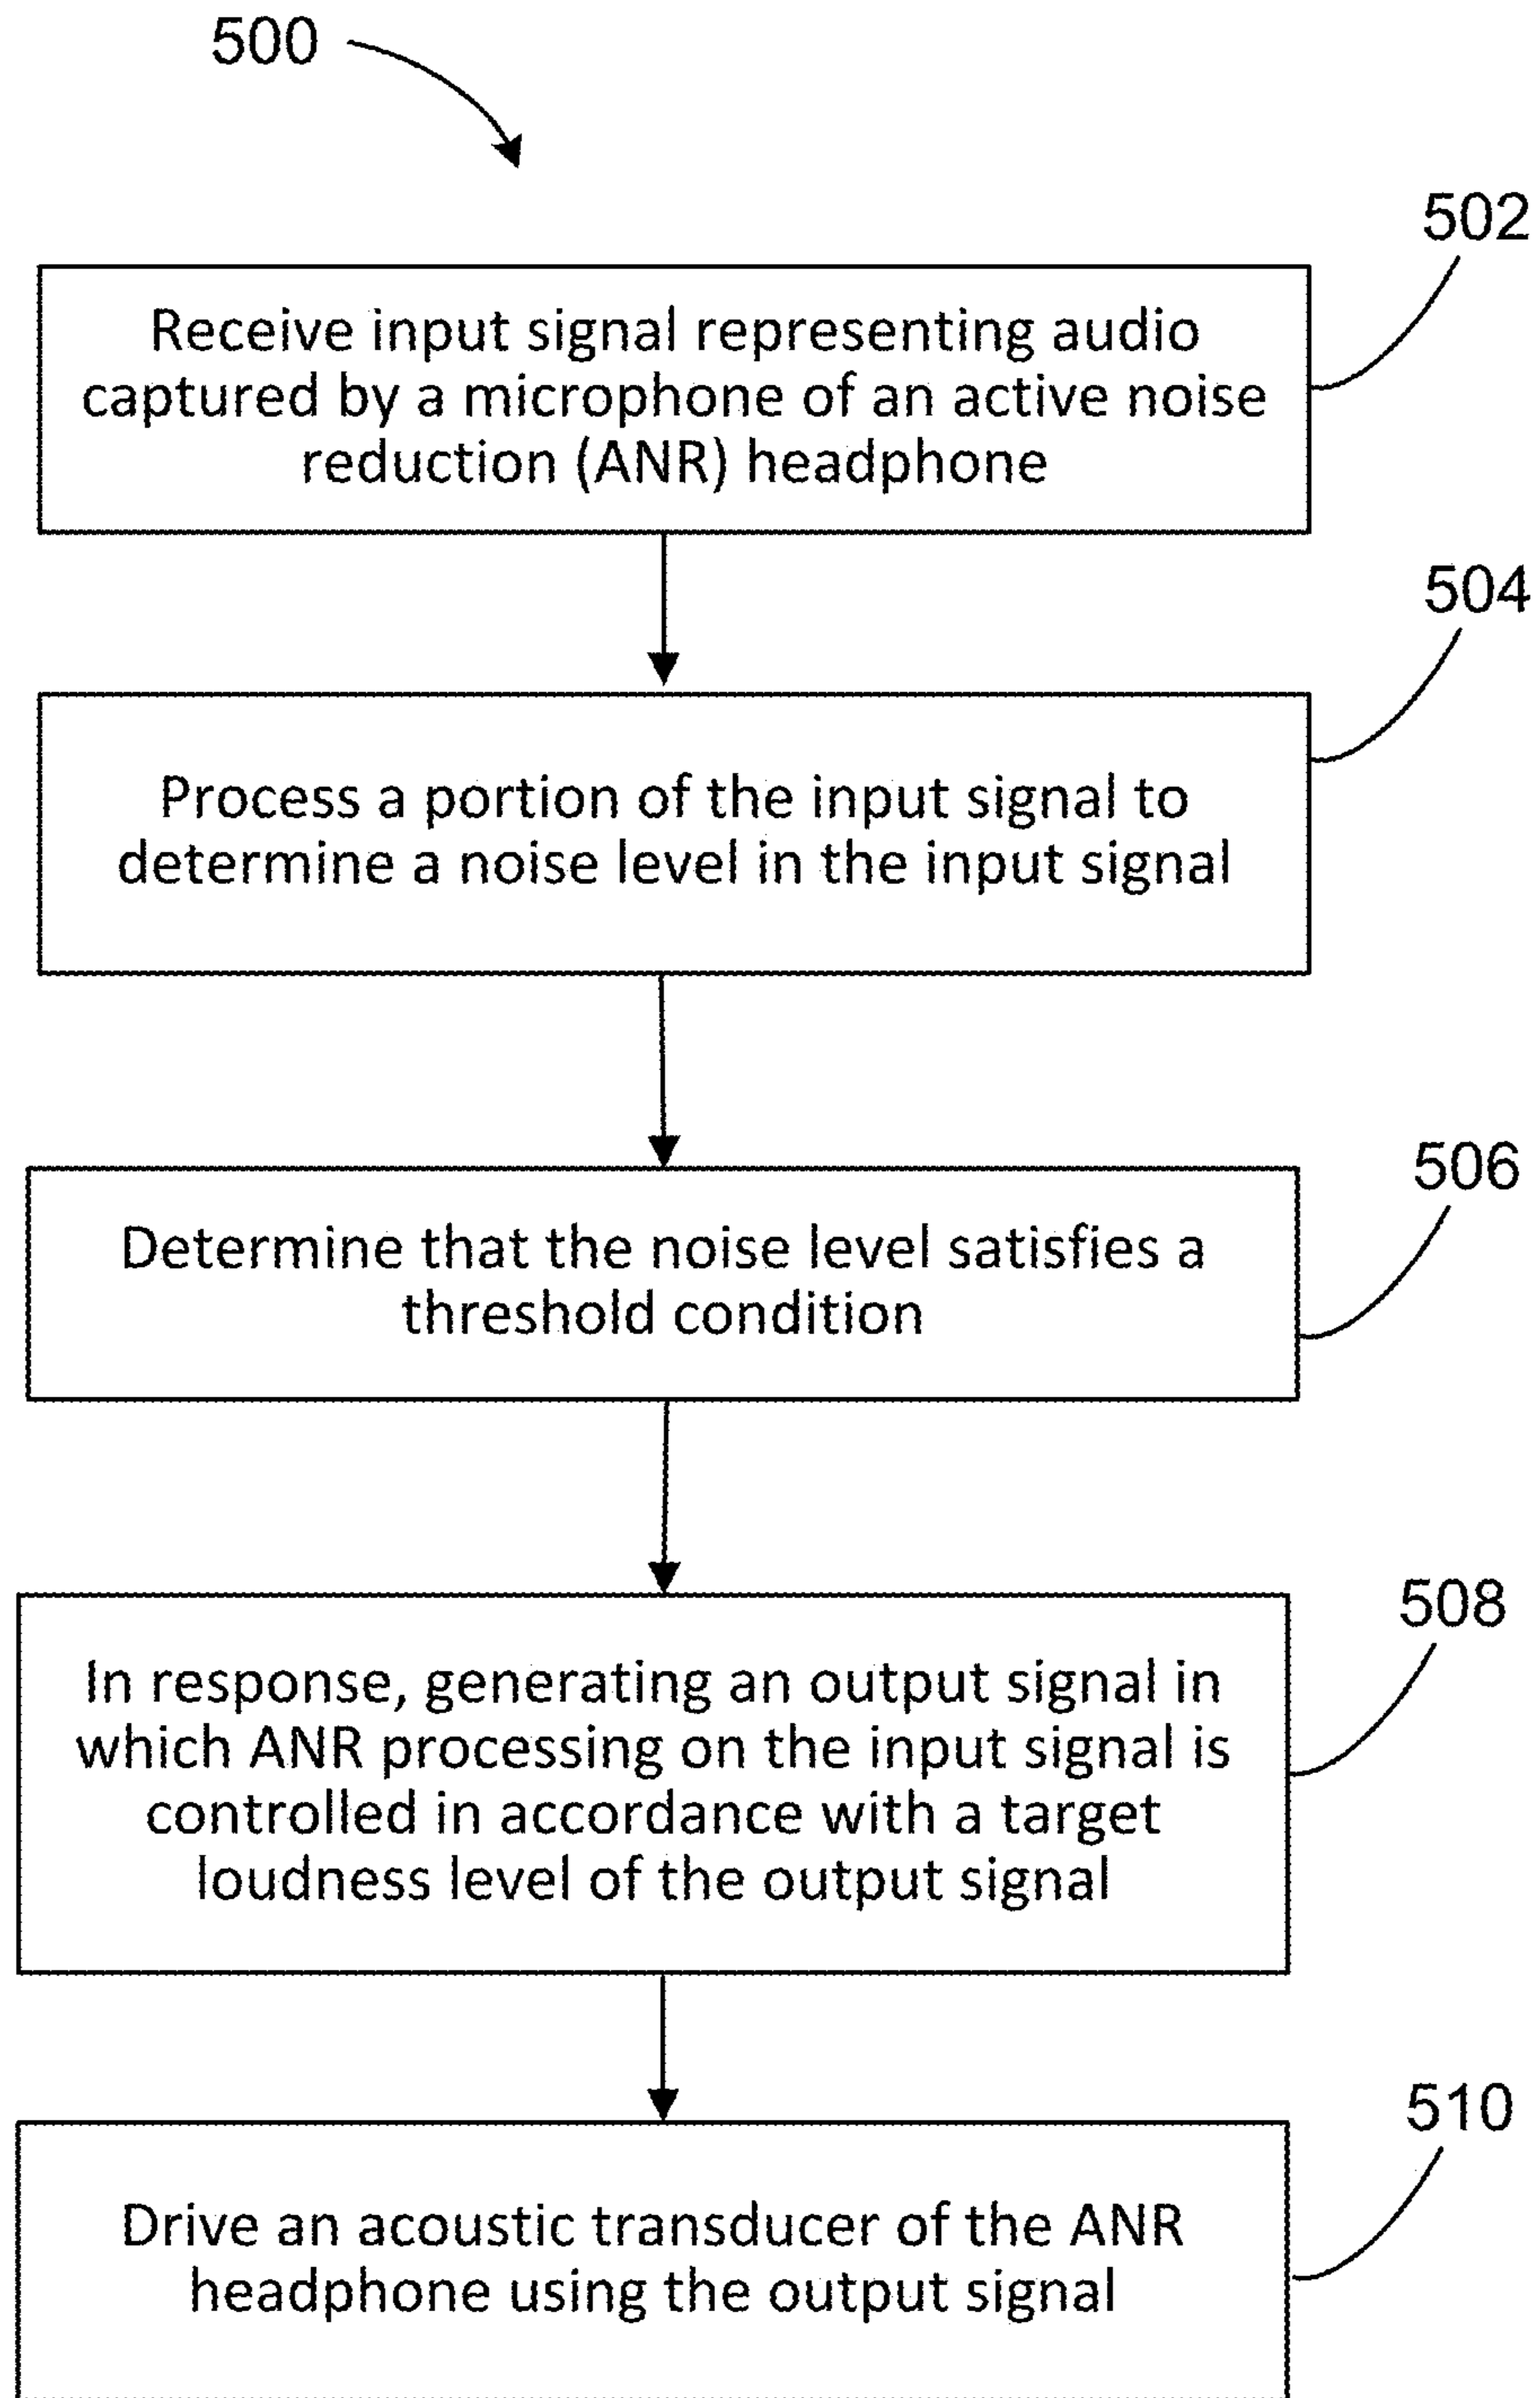 500
502
Receive input signal representing audio
captured by a microphone of an active noise
reduction (ANR) headphone
504
Process a portion of the input signal to
determine a noise level in the input signal
506
Determine that the noise level satisfies a
threshold condition
508
In response, generating an output signal in
which ANR processing on the input signal is
controlled in accordance with a target
loudness level of the output signal
510
Drive an acoustic transducer of the ANR
headphone using the output signal